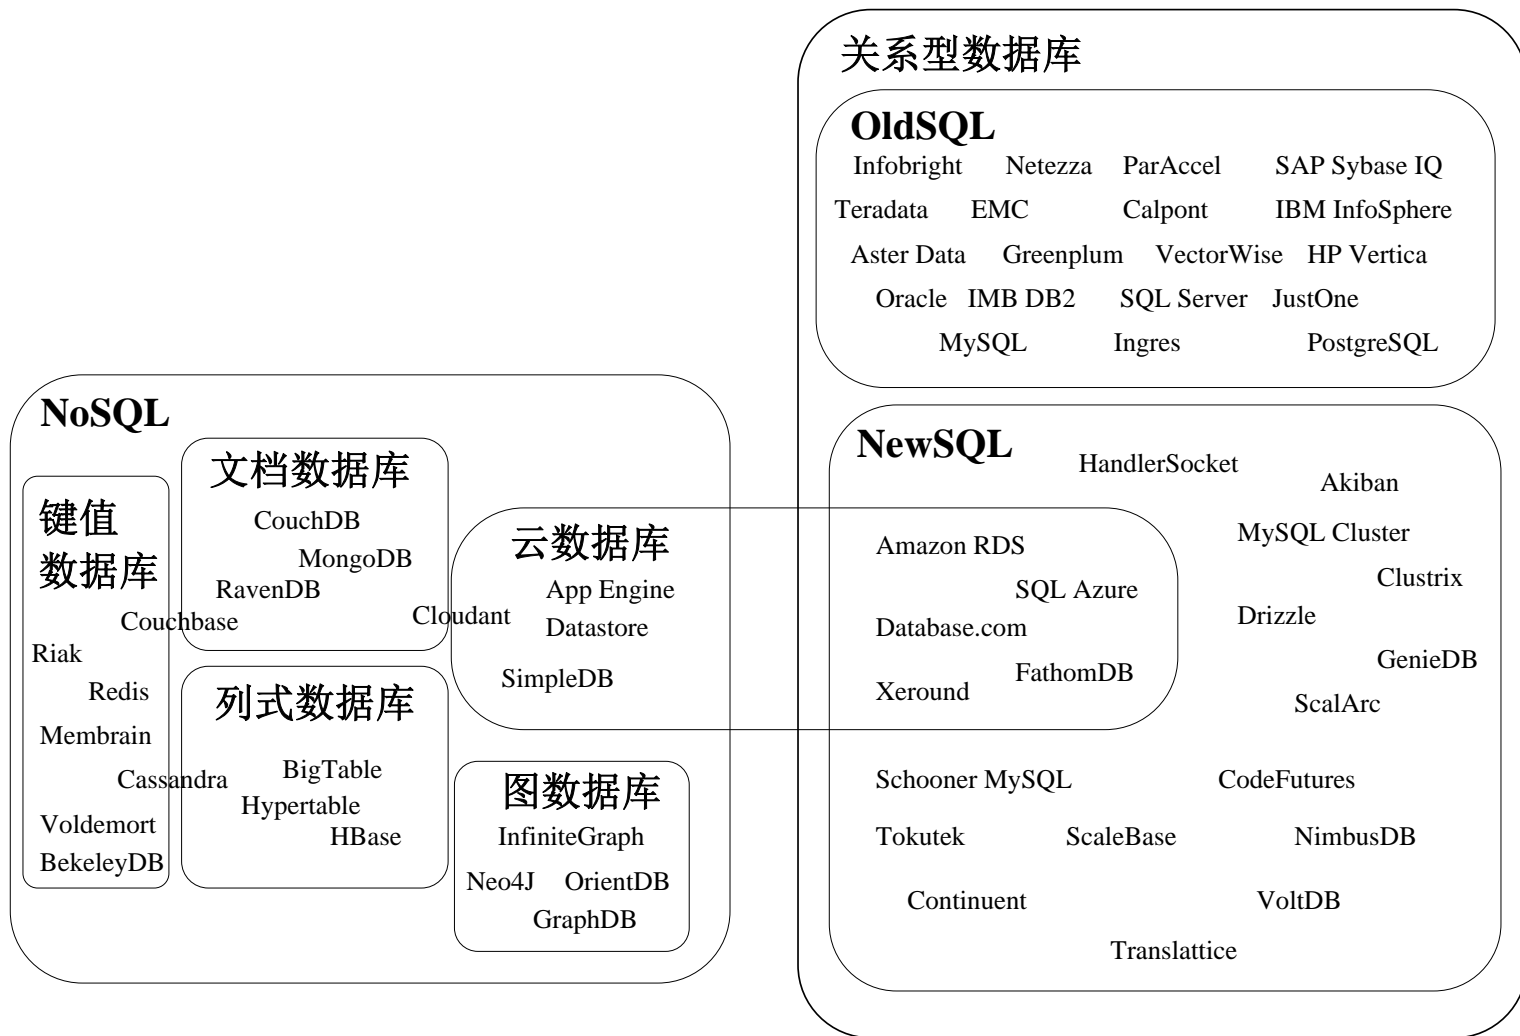 关系型数据库
OldSQL
Infobright Netezza ParAccel SAP Sybase IQ
Teradata EMC Calpont IBM InfoSphere
Aster Data Greenplum VectorWise HP Vertica
Oracle IMB DB2 SQL Server JustOne
MySQL Ingres PostgreSQL
NoSQL
键值
数据库
Couchbase
Riak
Redis
Membrain
Cassandra
Voldemort
BekeleyDB
文档数据库
CouchDB
MongoDB
RavenDB
Cloudant
列式数据库
BigTable
Hypertable
HBase
云数据库
App Engine
Datastore
SimpleDB
图数据库
InfiniteGraph
Neo4J OrientDB
GraphDB
NewSQL
HandlerSocket
Akiban
MySQL Cluster
Amazon RDS
Clustrix
SQL Azure
Drizzle
Database.com
GenieDB
FathomDB
Xeround
ScalArc
Schooner MySQL CodeFutures
Tokutek ScaleBase NimbusDB
Continuent VoltDB
Translattice